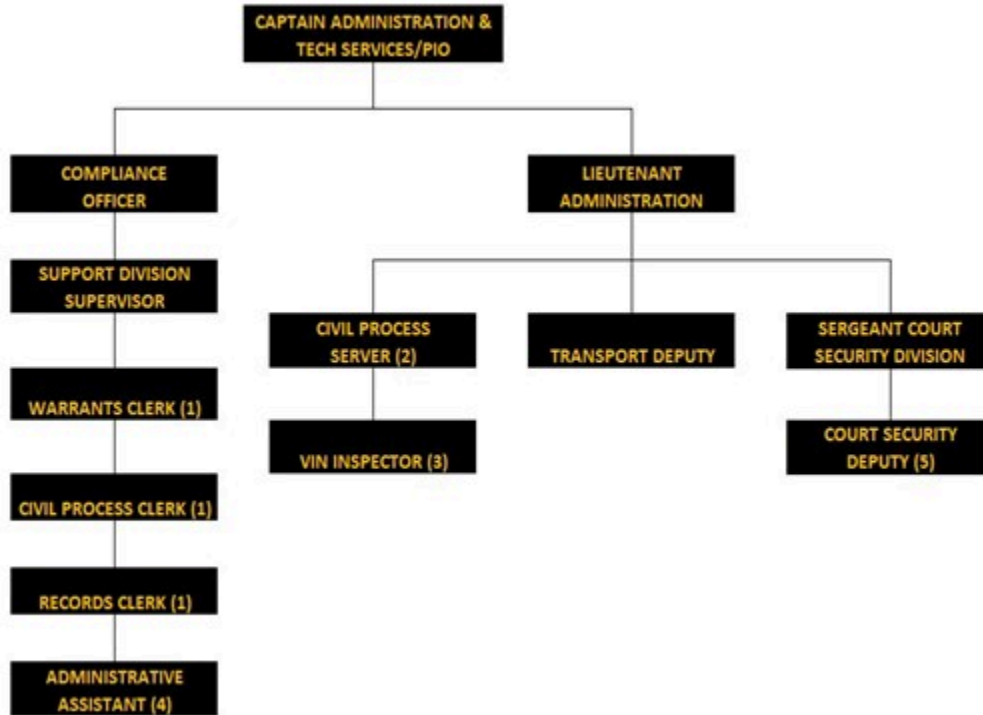 CAPTAIN ADMINISTRATION &
TECH SERVICES/PIO
COMPLIANCE
OFFICER
LIEUTENANT
ADMINISTRATION
SUPPORT DIVISION
SUPERVISOR
CIVIL PROCESS
SERVER (2)
TRANSPORT DEPUTY
SERGEANT COURT
SECURITY DIVISION
WARRANTS CLERK (1)
VIN INSPECTOR (3)
COURT SECURITY
DEPUTY (5)
CIVIL PROCESS CLERK (1)
RECORDS CLERK (1)
ADMINISTRATIVE
ASSISTANT (4)